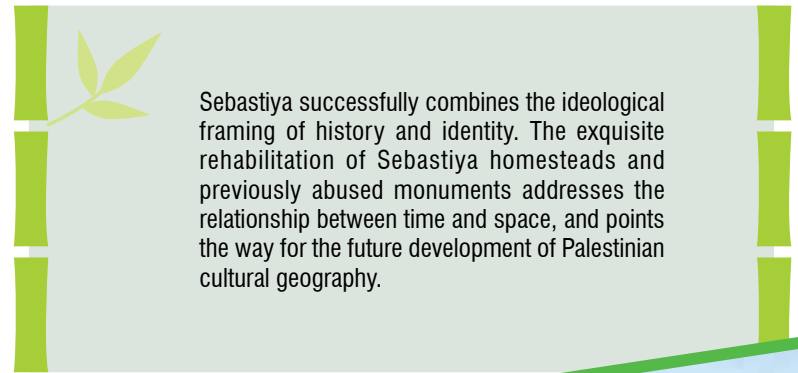 Sebastiya successfully combines the ideological
framing of history and identity. The exquisite
rehabilitation of Sebastiya homesteads and
previously abused monuments addresses the
relationship between time and space, and points
the way for the future development of Palestinian
cultural geography.